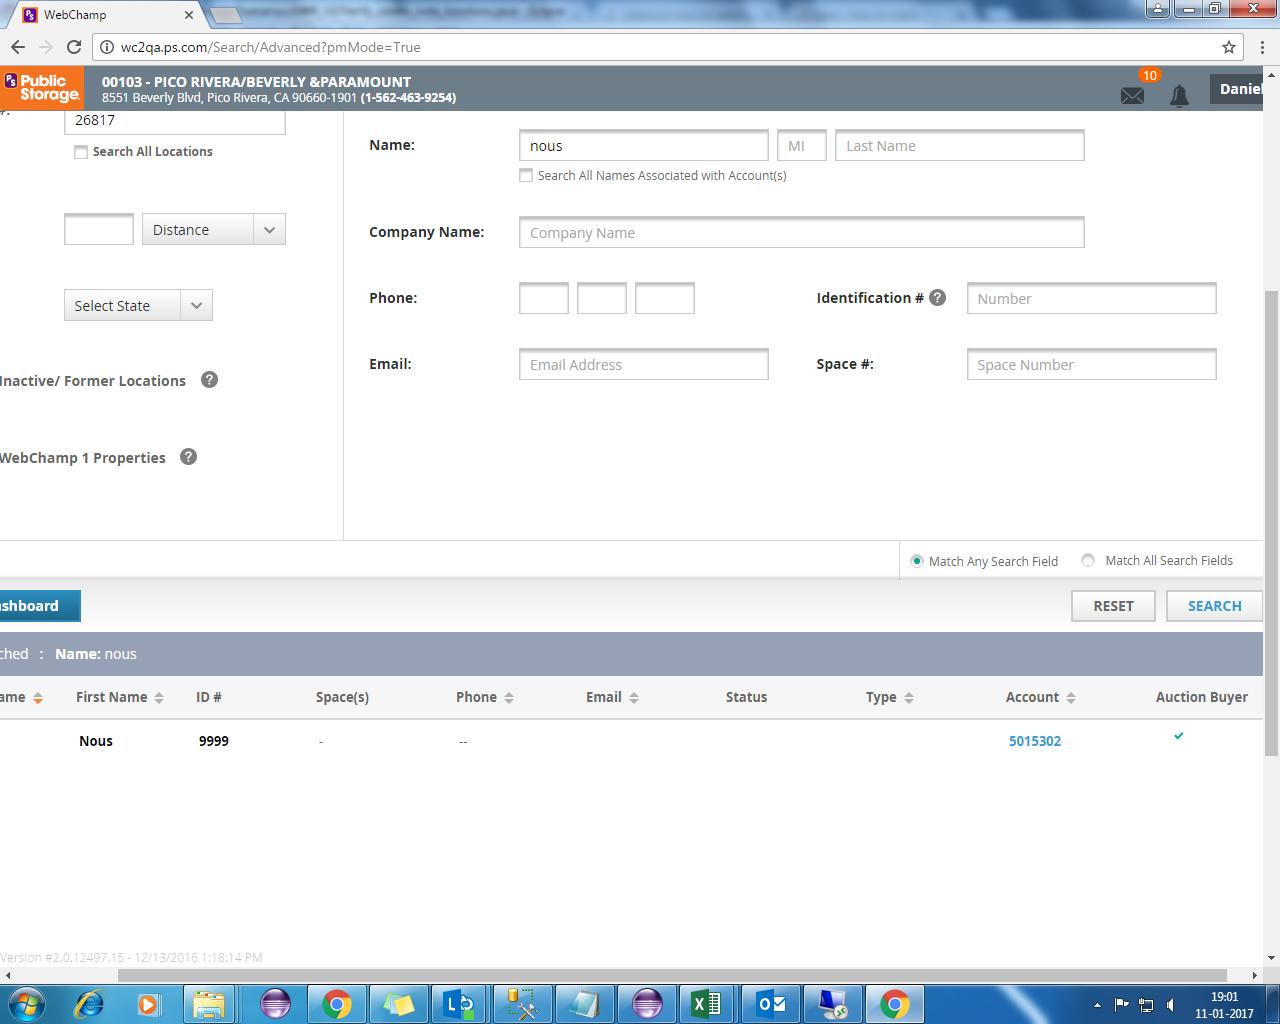 WebChamp
wc2qa.ps.com/Search/Advanced?pmMode=True
Public Storage.
00103 - PICO RIVERA/BEVERLY &PARAMOUNT
8551 Beverly Blvd, Pico Rivera, CA 90660-1901 (1-562-463-9254)
10
Daniel
26817
Search All Locations
Name:
nous
MI
Last Name
Search All Names Associated with Account(s)
Distance
Company Name:
Company Name
Select State
Phone:
Identification # ?
Number
Email:
Email Address
Space #:
Space Number
Inactive/ Former Locations ?
WebChamp 1 Properties ?
Match Any Search Field
Match All Search Fields
shboard
RESET
SEARCH
ched : Name: nous
ame First Name ID # Space(s) Phone Email Status Type Account Auction Buyer
Nous 9999 - -- 5015302
Version #2.0.12497.15 - 12/13/2016 1:18:14 PM
19:01
11-01-2017